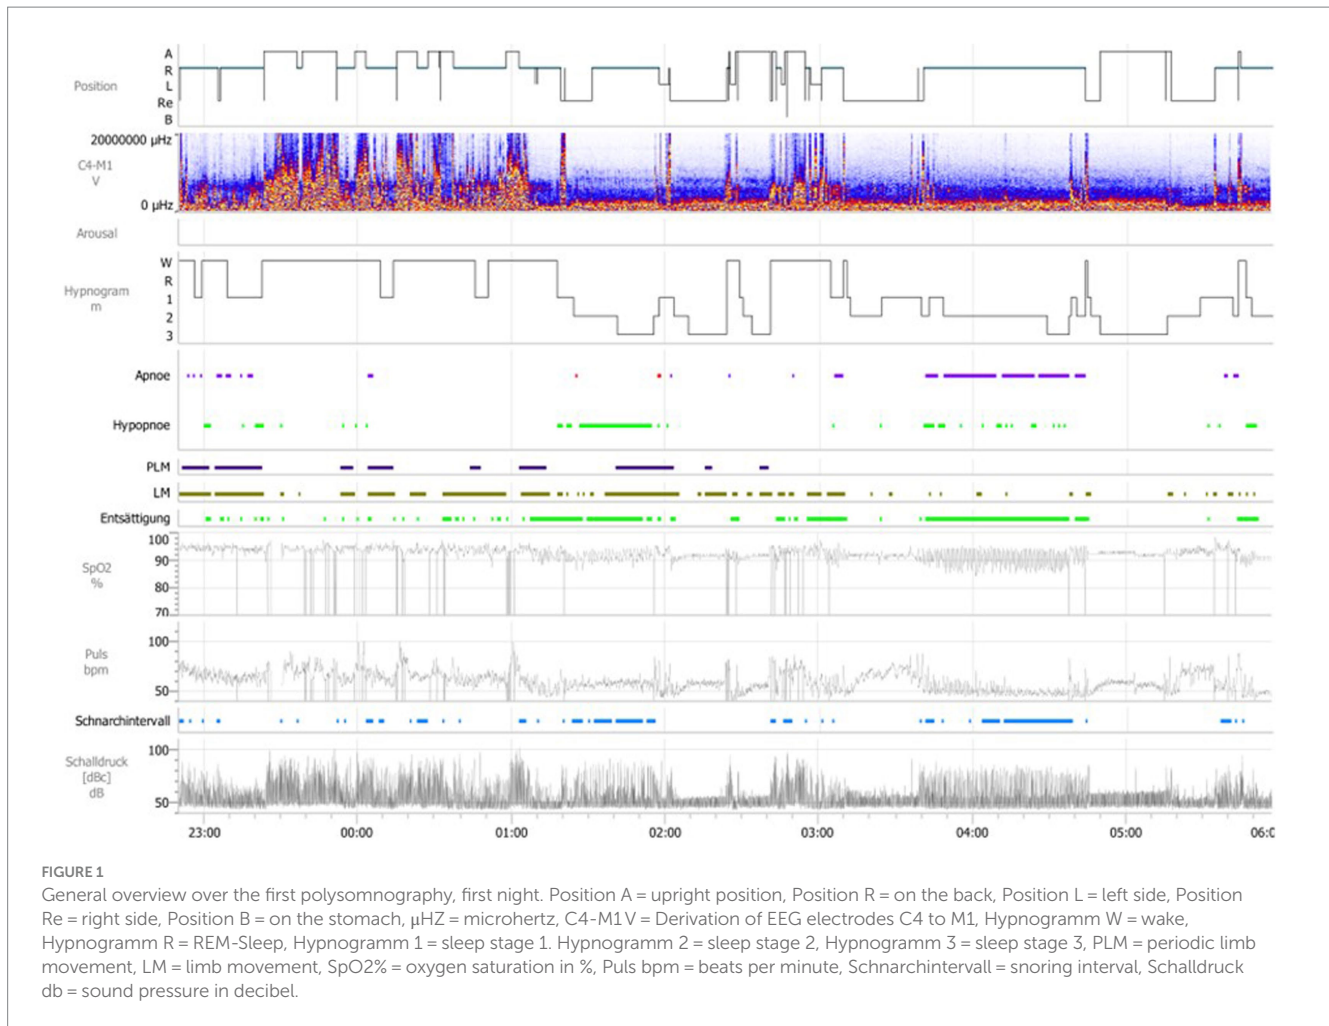 A
R
Position
L
Re
B
20000000 µHz
C4-M1
V
0 µHz
Arousal
W
R
Hypnogram
m
1
2
3
Apnoe
Hypopnoe
PLM
LM
Entsättigung
100
90
SpO2
%
80
70
100
Puls
bpm
50
Schnarchintervall
100
Schalldruck
[dBc]
dB
50
23:00 00:00 01:00 02:00 03:00 04:00 05:00 06:0
FIGURE 1
General overview over the first polysomnography, first night. Position A = upright position, Position R = on the back, Position L = left side, Position
Re = right side, Position B = on the stomach, µHZ = microhertz, C4-M1 V = Derivation of EEG electrodes C4 to M1, Hypnogramm W = wake,
Hypnogramm R = REM-Sleep, Hypnogramm 1 = sleep stage 1. Hypnogramm 2 = sleep stage 2, Hypnogramm 3 = sleep stage 3, PLM = periodic limb
movement, LM = limb movement, SpO2% = oxygen saturation in %, Puls bpm = beats per minute, Schnarchintervall = snoring interval, Schalldruck
db = sound pressure in decibel.